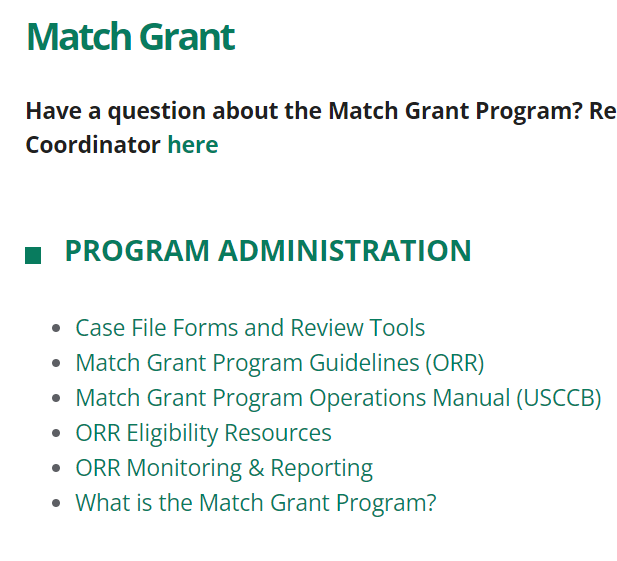 Match Grant
Have a question about the Match Grant Program? Re
Coordinator here
PROGRAM ADMINISTRATION
Case File Forms and Review Tools
Match Grant Program Guidelines (ORR)
Match Grant Program Operations Manual (USCCB)
ORR Eligibility Resources
ORR Monitoring & Reporting
What is the Match Grant Program?